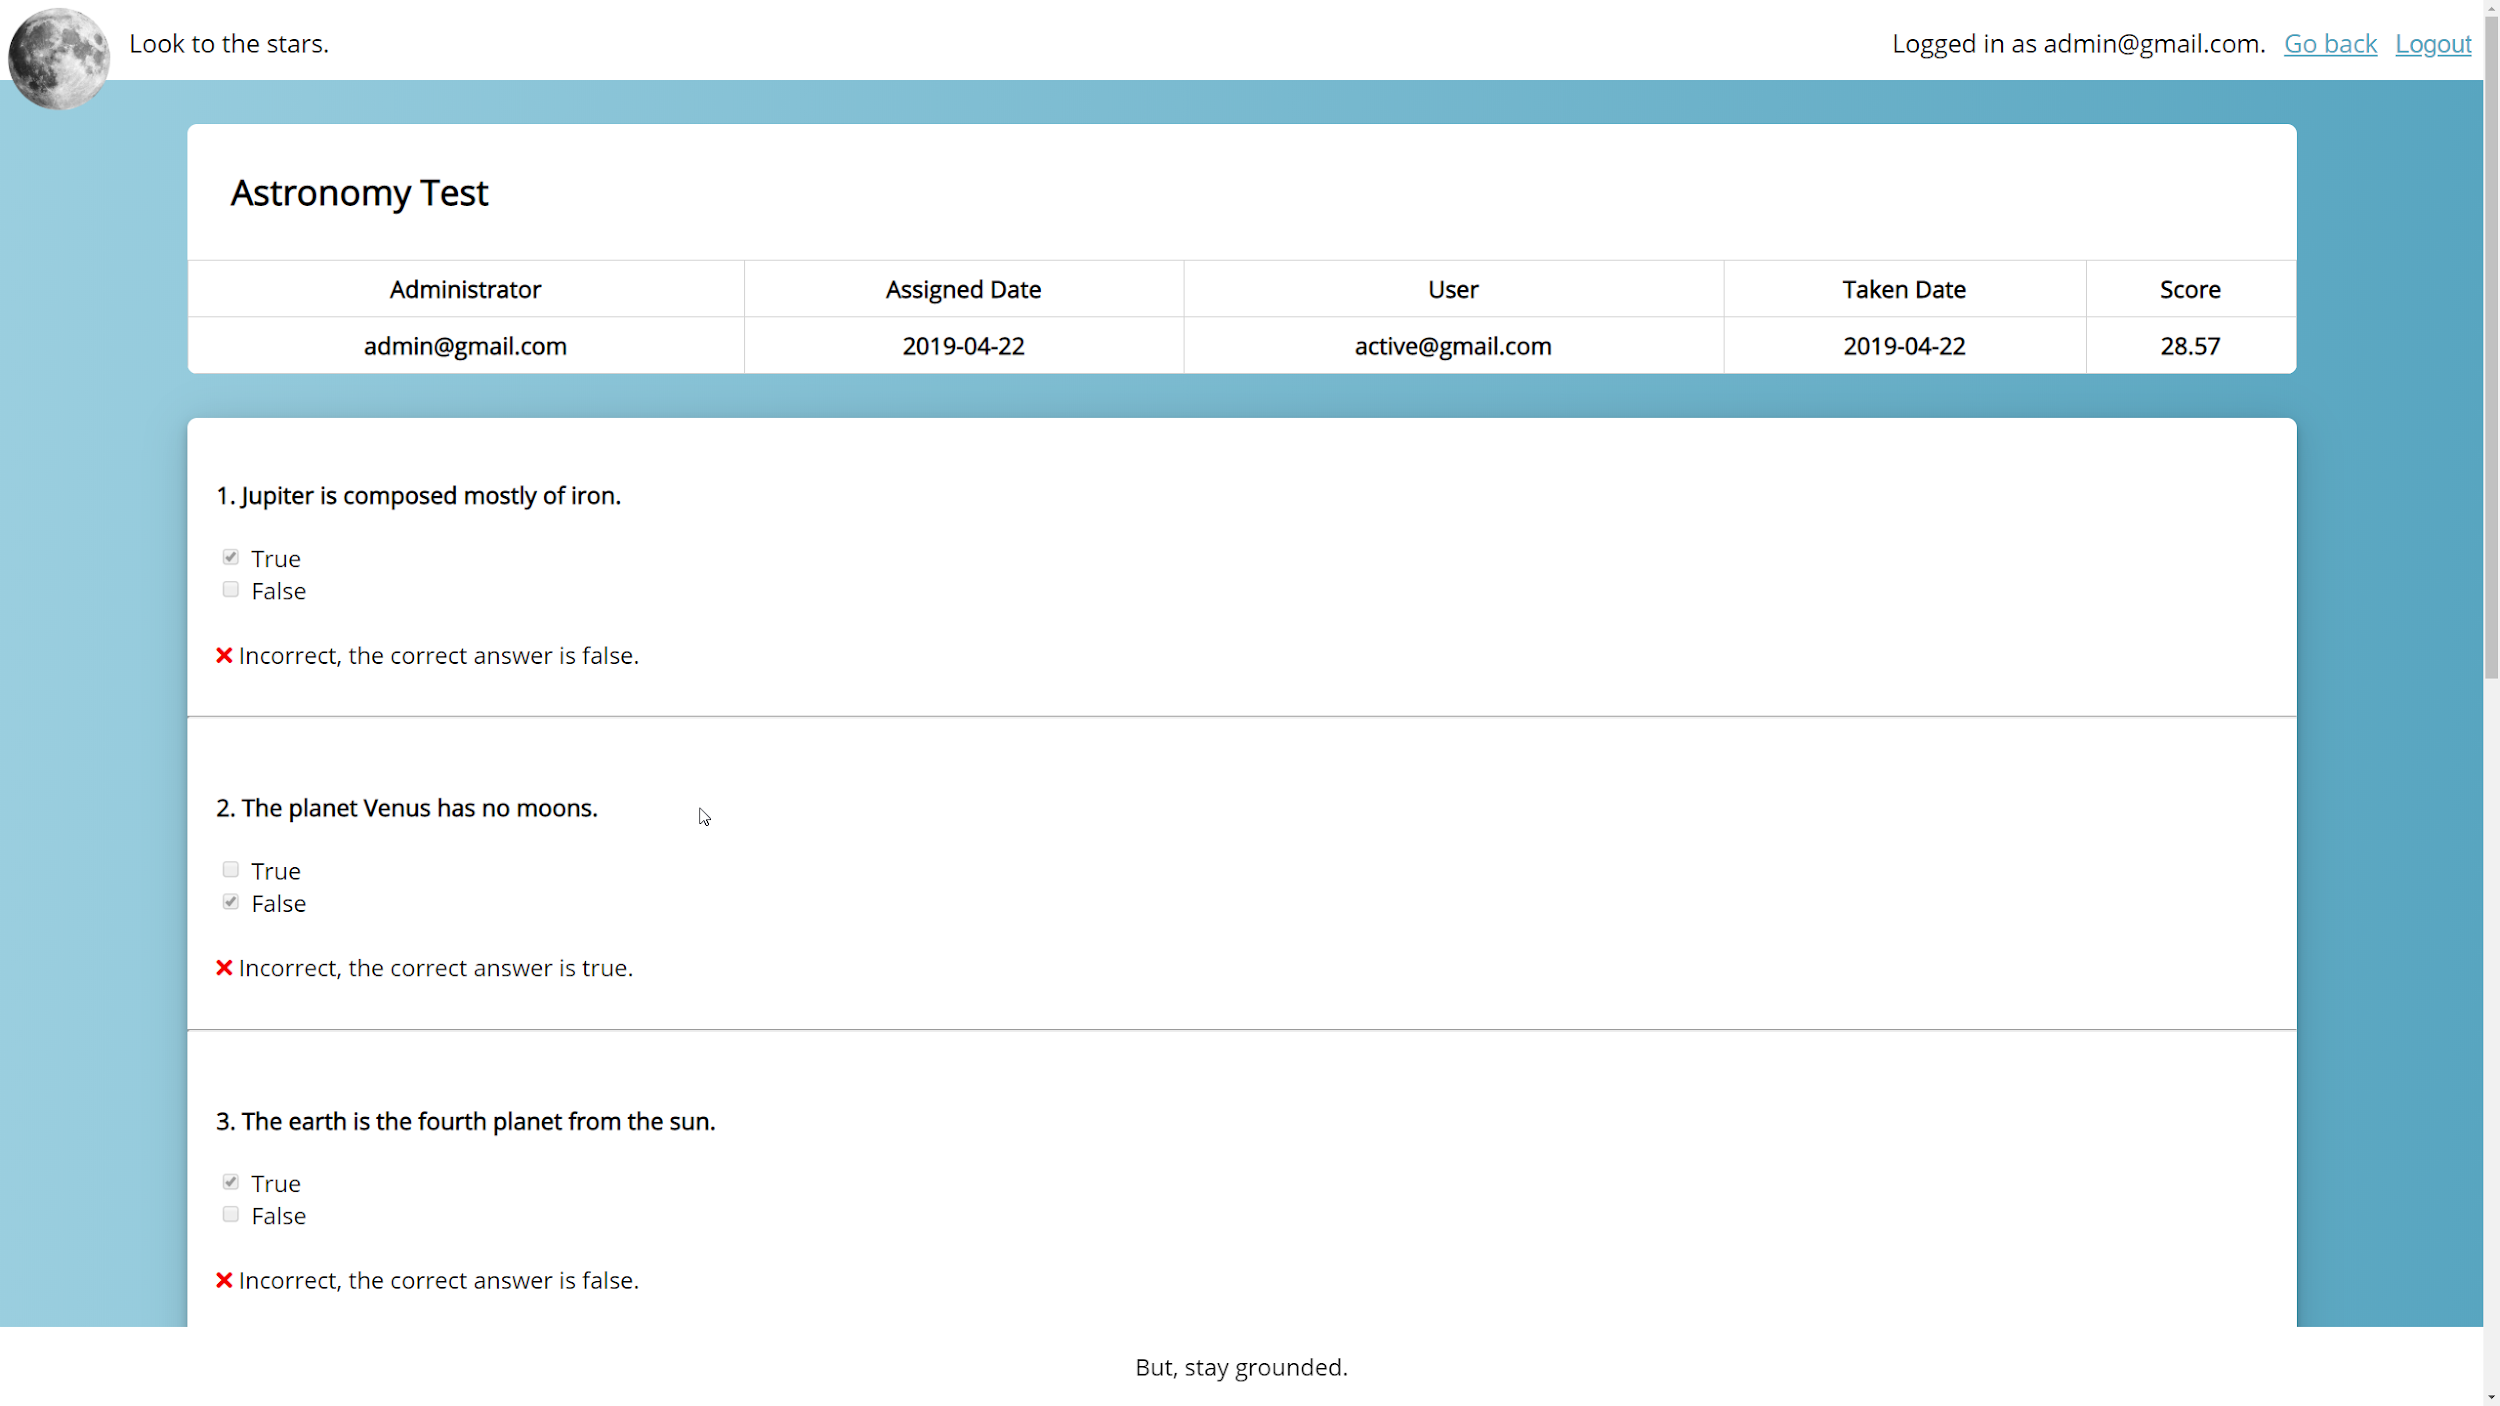 Look to the stars.
Logged in as admin@gmail.com. Go back Logout
Astronomy Test
Administrator Assigned Date User Taken Date Score
admin@gmail.com 2019-04-22 active@gmail.com 2019-04-22 28.57
1. Jupiter is composed mostly of iron.
True
False
Incorrect, the correct answer is false.
2. The planet Venus has no moons.
True
False
Incorrect, the correct answer is true.
3. The earth is the fourth planet from the sun.
True
False
Incorrect, the correct answer is false.
But, stay grounded.